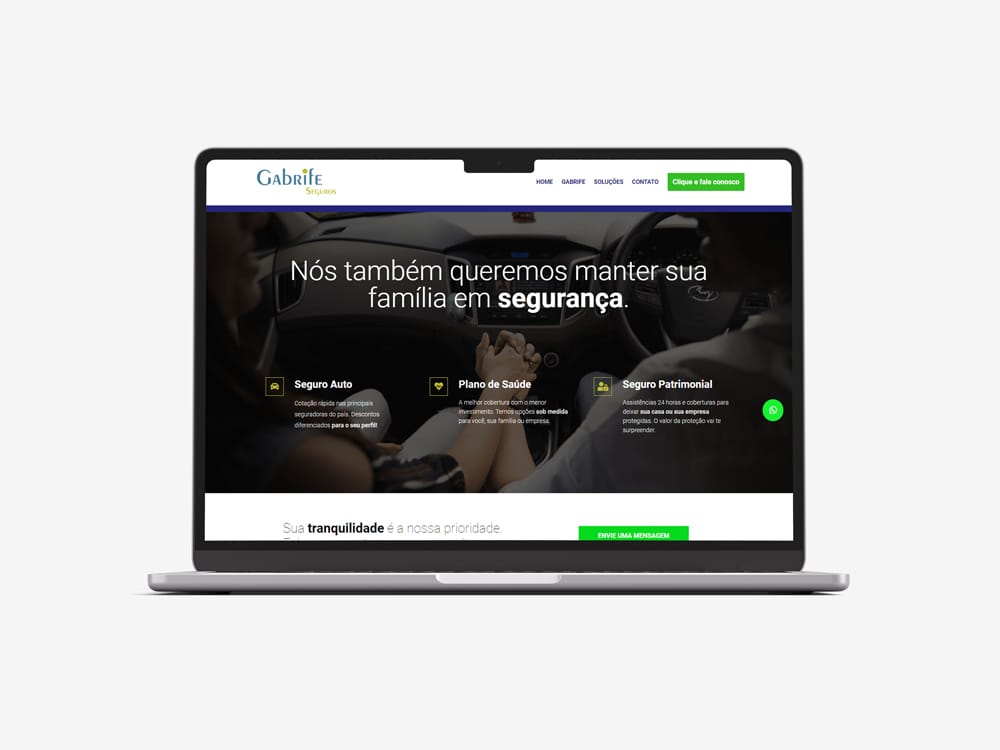 GABRIFE
SEGUROS
HOME GABRIFE SOLUÇÕES CONTATO Clique e fale conosco
Nós também queremos manter sua
família em segurança.
Seguro Auto
Cotação rápida nas principais
seguradoras do país. Descontos
diferenciados para o seu perfil!
Plano de Saúde
A melhor cobertura com o menor
investimento. Temos opções sob medida
para você, sua família ou empresa.
Seguro Patrimonial
Assistências 24 horas e coberturas para
deixar sua casa ou sua empresa
protegidas. O valor da proteção vai te
surpreender.
Sua tranquilidade é a nossa prioridade.
ENVIE UMA MENSAGEM